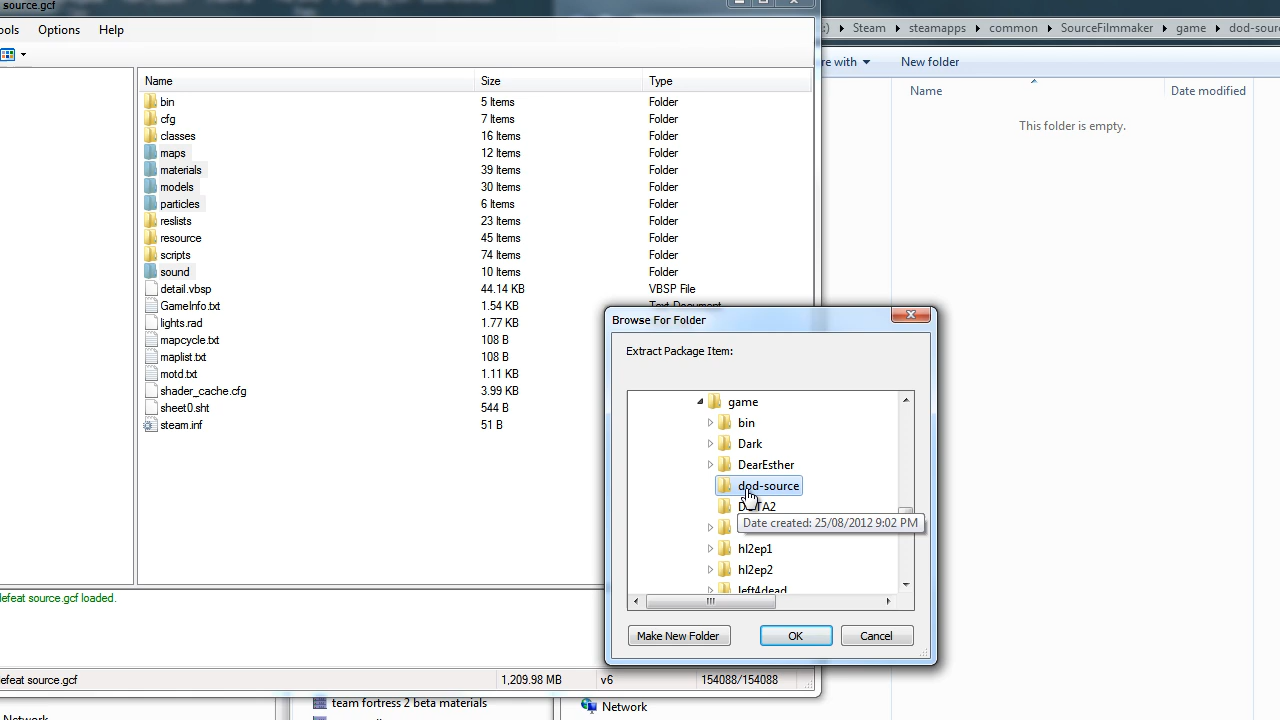 source.gcf
ools Options Help
Name Size Type
bin 5 Items Folder
cfg 7 Items Folder
classes 16 Items Folder
maps 12 Items Folder
materials 39 Items Folder
models 30 Items Folder
particles 6 Items Folder
reslists 23 Items Folder
resource 45 Items Folder
scripts 74 Items Folder
sound 10 Items Folder
detail.vbsp 44.14 KB VBSP File
GameInfo.txt 1.54 KB Text Document
lights.rad 1.77 KB
mapcycle.txt 108 B
maplist.txt 108 B
motd.txt 1.11 KB
shader_cache.cfg 3.99 KB
sheet0.sht 544 B
steam.inf 51 B
efeat source.gcf loaded.
efeat source.gcf 1,209.98 MB v6 154088/154088
team fortress 2 beta materials
Network
Network
:) Steam steamapps common SourceFilmmaker game dod-sour
re with New folder
Name Date modified
This folder is empty.
Browse For Folder
Extract Package Item:
game
bin
Dark
DearEsther
dod-source
Date created: 25/08/2012 9:02 PM
hl2ep1
hl2ep2
left4dead
Make New Folder OK Cancel